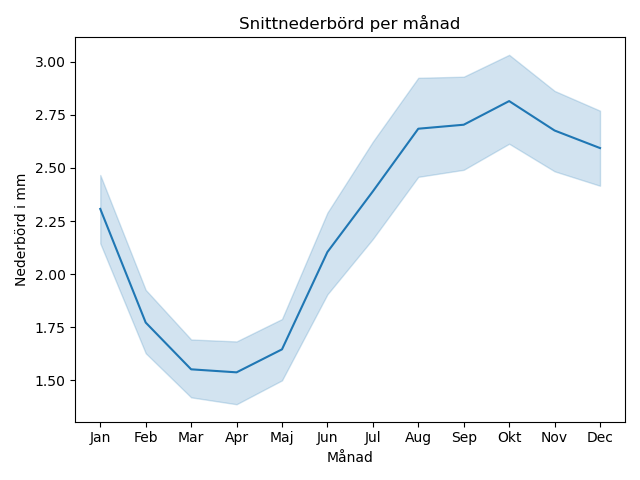 Snittnederbörd per månad
Nederbörd i mm
3.00
2.75
2.50
2.25
2.00
1.75
1.50
Jan Feb Mar Apr Maj Jun Jul Aug Sep Okt Nov Dec
Månad